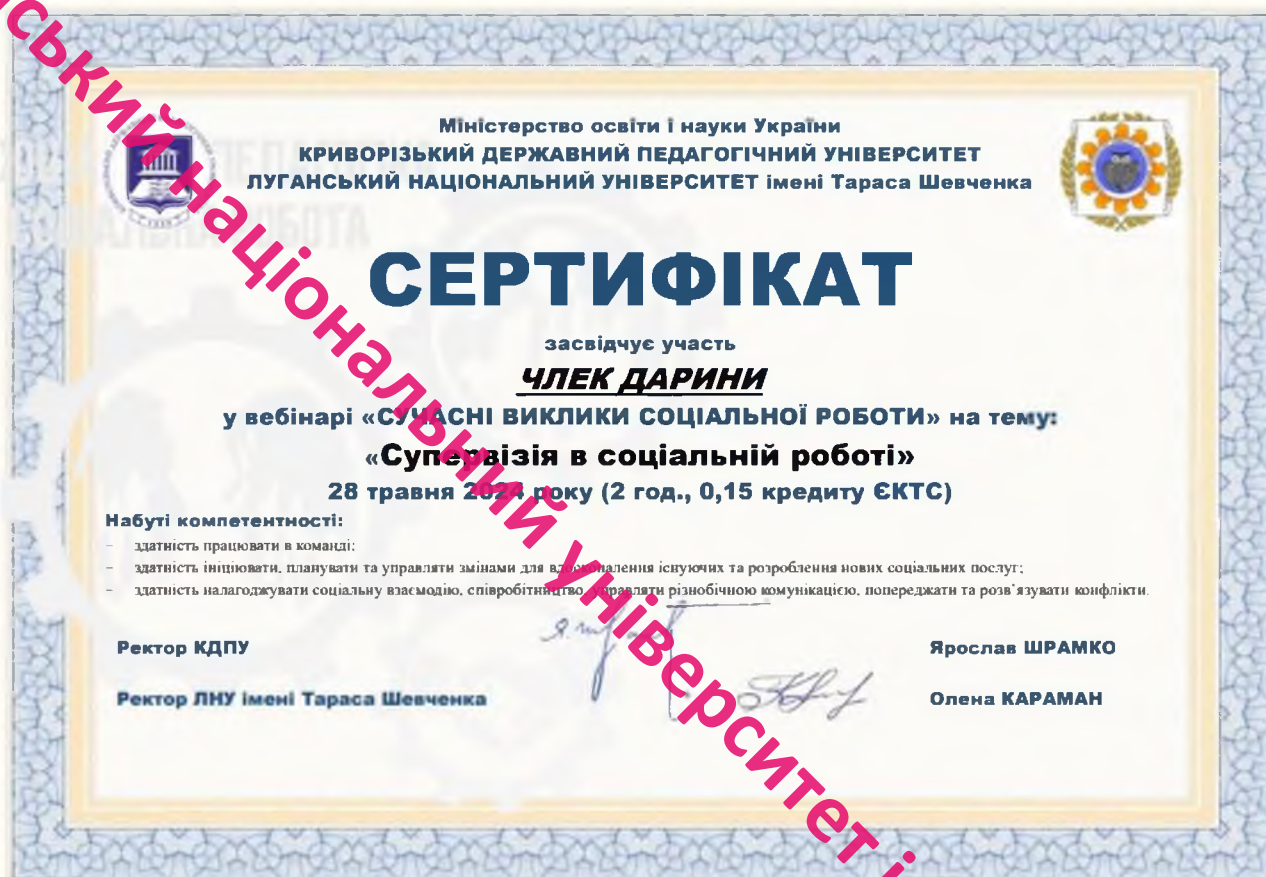 Міністерство освіти і науки України
КРИВОРІЗЬКИЙ ДЕРЖАВНИЙ ПЕДАГОГІЧНИЙ УНІВЕРСИТЕТ
ЛУГАНСЬКИЙ НАЦІОНАЛЬНИЙ УНІВЕРСИТЕТ імені Тараса Шевченка
СЕРТИФІКАТ
засвідчує участь
ЧЛЕК ДАРИНИ
у вебінарі «СУЧАСНІ ВИКЛИКИ СОЦІАЛЬНОЇ РОБОТИ» на тему:
«Супервізія в соціальній роботі»
28 травня 2024 року (2 год., 0,15 кредиту ЄКТС)
Набуті компетентності:
– здатність працювати в команді;
– здатність ініціювати, планувати та управляти змінами для вдосконалення існуючих та розроблення нових соціальних послуг;
– здатність налагоджувати соціальну взаємодію, співробітництво, управляти різнобічною комунікацією, попереджати та розв'язувати конфлікти.
Ректор КДПУ Ярослав ШРАМКО
Ректор ЛНУ імені Тараса Шевченка Олена КАРАМАН
ський національний університет і